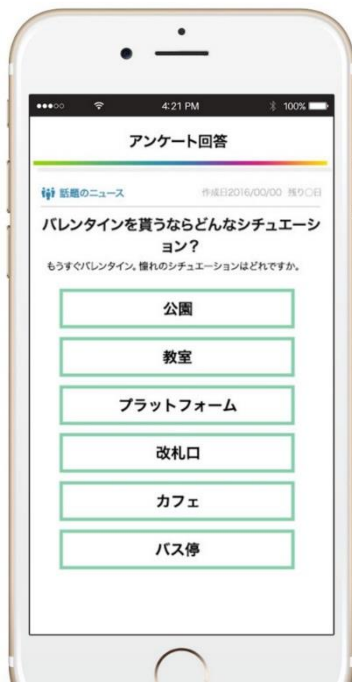 4:21 PM
100%
アンケート回答
話題のニュース
作成日2016/00/00 残り〇日
バレンタインを貰うならどんなシチュエーシ
ョン？
もうすぐバレンタイン。憧れのシチュエーションはどれですか。
公園
教室
プラットフォーム
改札口
カフェ
バス停